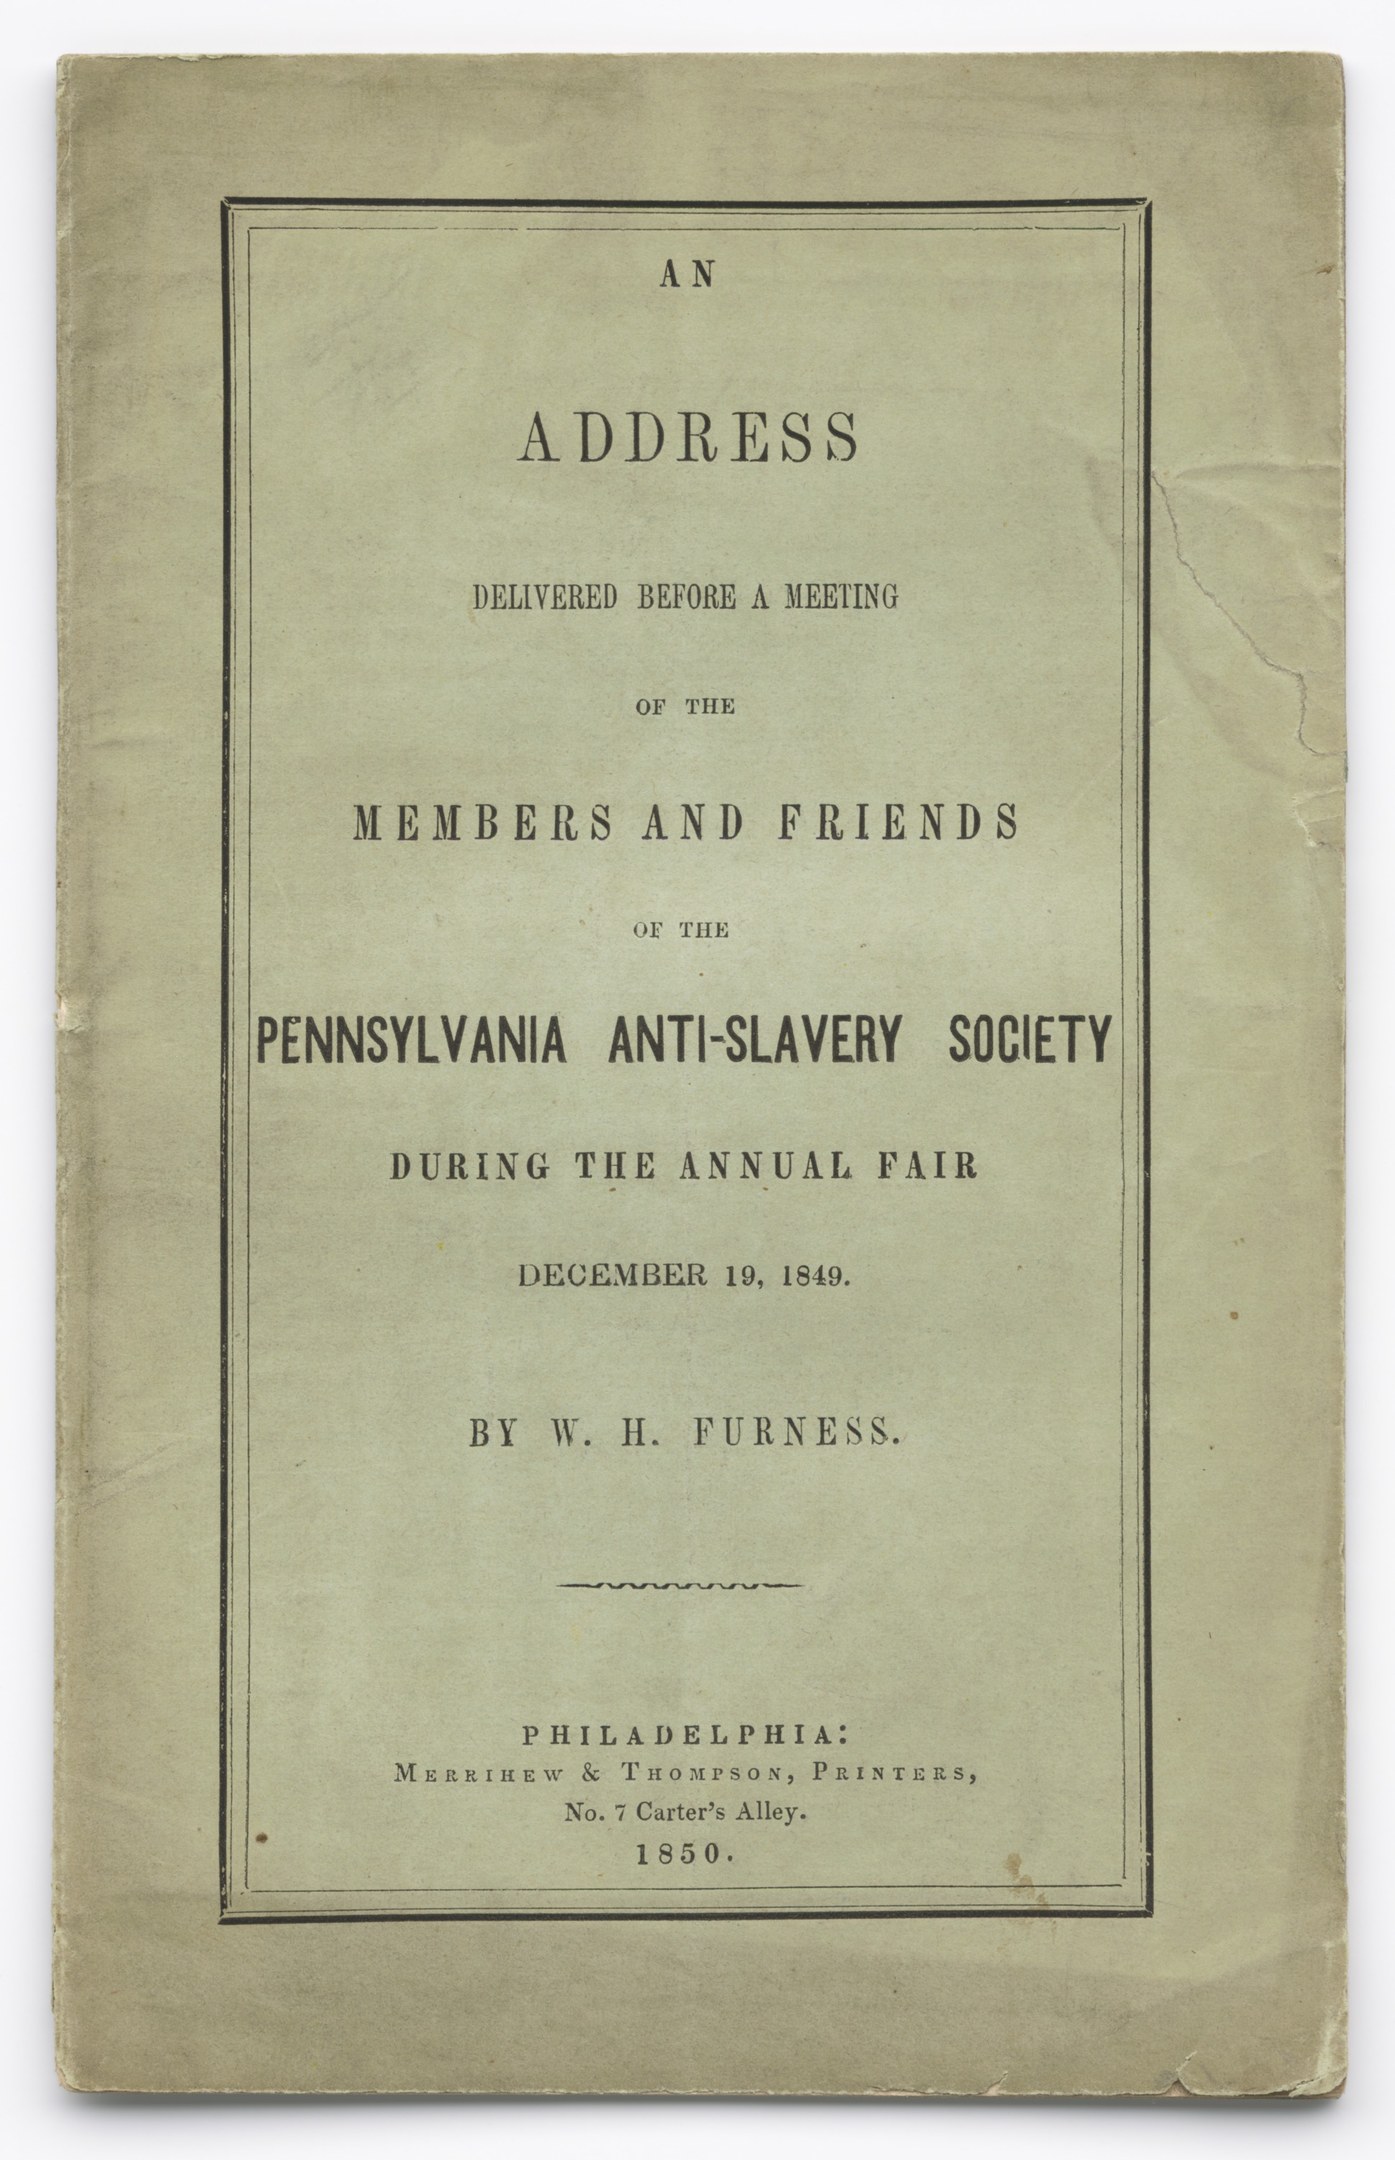 AN
ADDRESS
DELIVERED BEFORE A MEETING
OF THE
MEMBERS AND FRIENDS
OF THE
PENNSYLVANIA ANTI-SLAVERY SOCIETY
DURING THE ANNUAL FAIR
DECEMBER 19, 1849.
BY W. H. FURNESS.
PHILADELPHIA:
MERRIHEW & THOMPSON, PRINTERS,
No. 7 Carter's Alley.
1850.